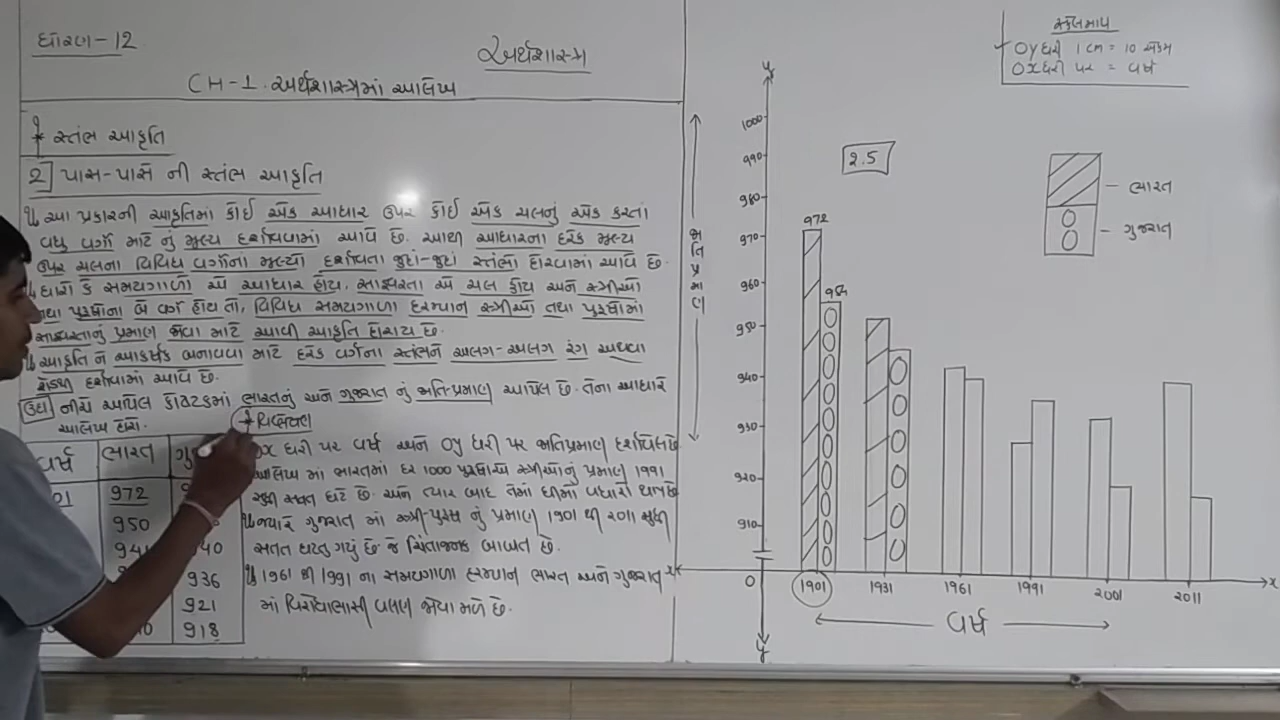 ધોરણ-12
અર્થશાસ્ત્ર
CH-1. અર્થશાસ્ત્રમાં આલેખ
* સ્તંભ આકૃતિ
2] પાસ-પાસે ની સ્તંભ આકૃતિ
આ પ્રકારની આકૃતિમાં કોઈ એક આધાર ઉપર કોઈ એક ચલનું એક કરતા
વધુ વર્ગો માટે નું મૂલ્ય દર્શાવવામાં આવે છે. આથી આધારના દરેક મૂલ્ય
ઉપર ચલના વિવિધ વર્ગોના મૂલ્યો દર્શાવતા જુદા-જુદા સ્તંભો દોરવામાં આવે છે.
ધારો કે સમયગાળો એ આધાર હોય, સાક્ષરતા એ ચલ હોય અને સ્ત્રીઓ
તથા પુરુષોના બે વર્ગ હોય તો, વિવિધ સમયગાળા દરમ્યાન સ્ત્રીઓ તથા પુરુષોમાં
સાક્ષરતાનું પ્રમાણ જોવા માટે આવી આકૃતિ દોરાય છે.
આકૃતિ ને આકર્ષક બનાવવા માટે દરેક વર્ગના સ્તંભને અલગ-અલગ રંગ અથવા
દર્શાવામાં આવે છે.
ઉદા નીચે આપેલ કોષ્ટકમાં ભારતનું અને ગુજરાત નું જાતિ-પ્રમાણ આપેલ છે. તેના આધારે
આલેખ દોરો.
* વિશ્લેષણ
વર્ષ ભારત
01 972
950
941 40
936
921
918
ox ધરી પર વર્ષ અને OY ધરી પર જાતિપ્રમાણ દર્શાવેલ છે
આલેખ માં ભારતમાં દર 1000 પુરુષોએ સ્ત્રીઓનું પ્રમાણ 1991
સુધી સતત ઘટે છે. અને ત્યાર બાદ તેમાં ધીમો વધારો થાય છે
જ્યારે ગુજરાત માં સ્ત્રી-પુરુષ નું પ્રમાણ 1901 થી 2011 સુધી
સતત ઘટતુ ગયું છે જે ચિંતાજનક બાબત છે.
1961 થી 1991 ના સમયગાળા દરમ્યાન ભારત અને ગુજરાત
માં વિરોધાભાસી વલણ જોવા મળે છે.
સ્કેલમાપ
OY ધરી 1 cm = 10 એકમ
OX ધરી પર = વર્ષ
2.5
ભારત
ગુજરાત
જાતિપ્રમાણ
y
1000
990
980
970
960
950
940
930
920
910
972
954
x' 0 x
1901 1931 1961 1991 2001 2011
વર્ષ
y'